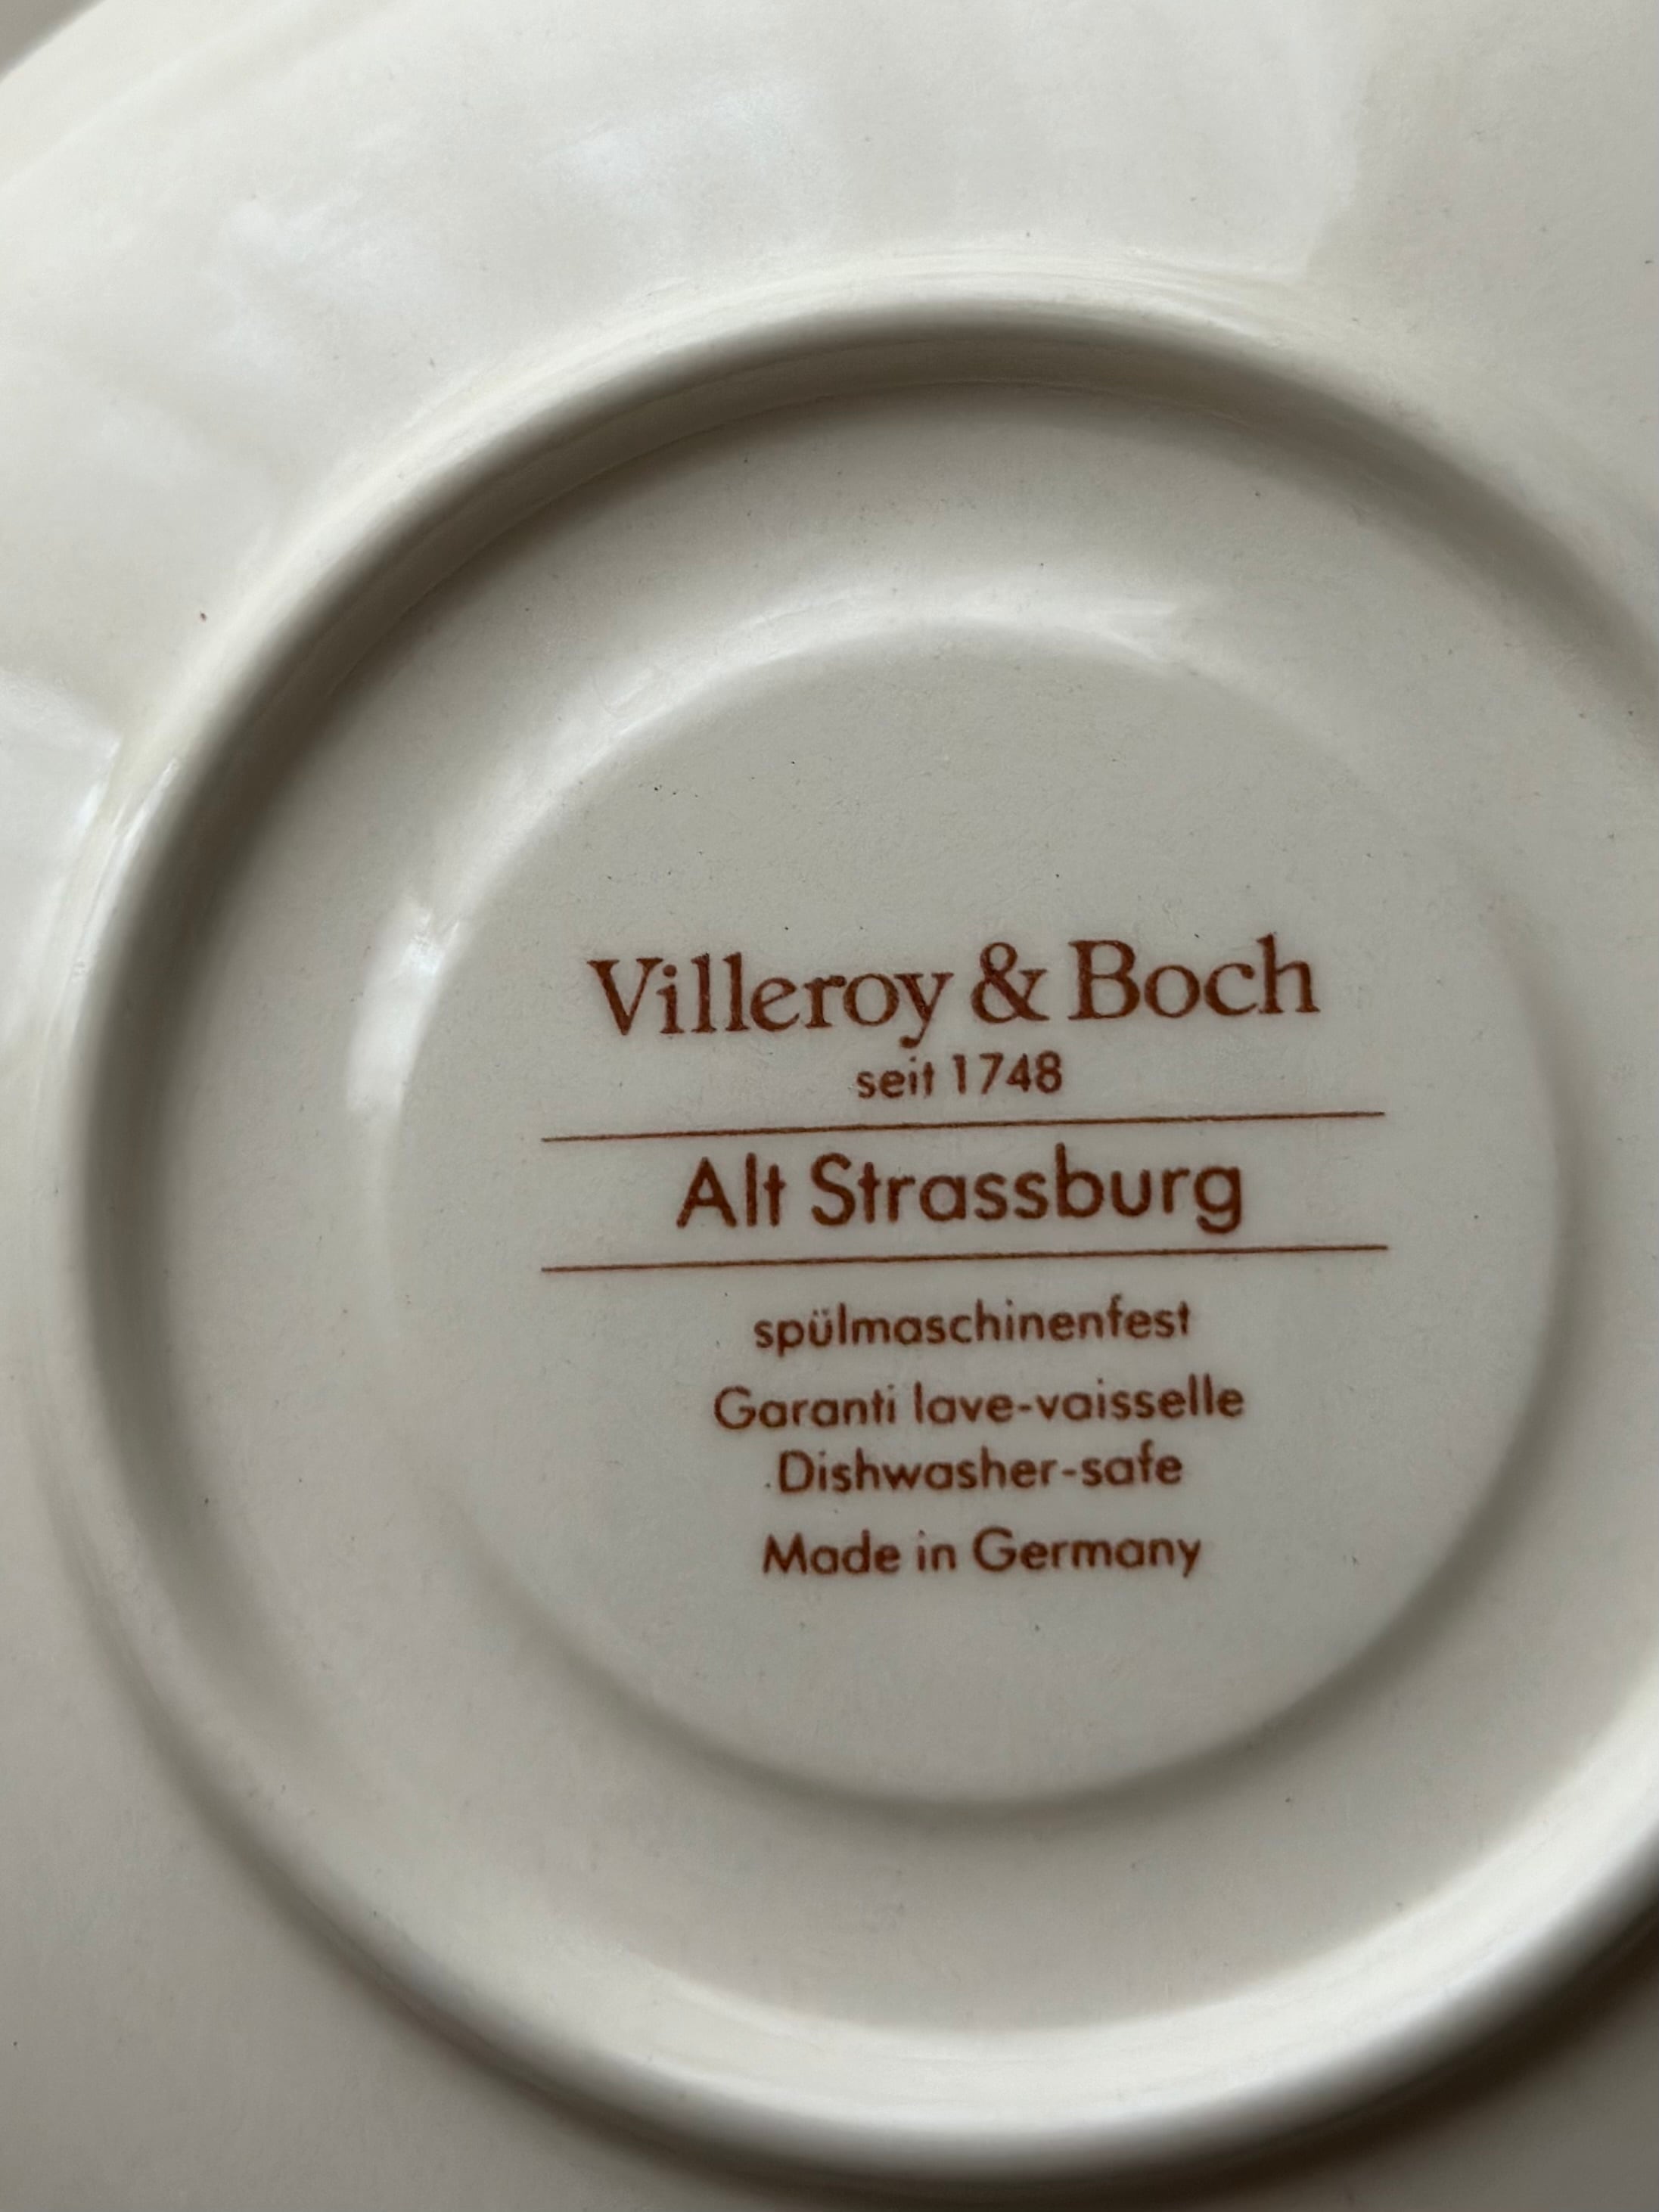 Villeroy & Boch
seit 1748
Alt Strassburg
spülmaschinenfest
Garanti lave-vaisselle
Dishwasher-safe
Made in Germany